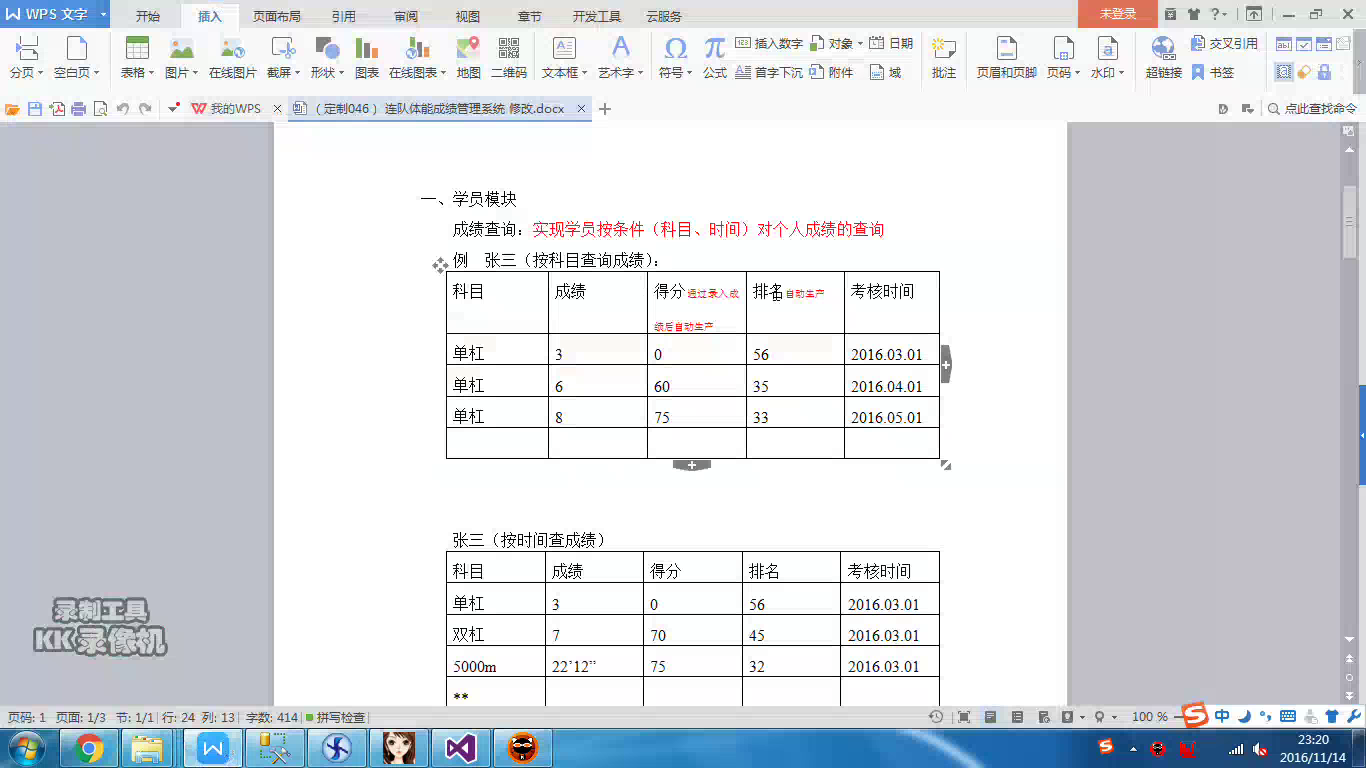 WPS 文字
开始 插入 页面布局 引用 审阅 视图 章节 开发工具 云服务 未登录
插入数字 对象 日期 交叉引用
分页 空白页 表格 图片 在线图片 截屏 形状 图表 在线图表 地图 二维码 文本框 艺术字 符号 公式 首字下沉 附件 域 批注 页眉和页脚 页码 水印 超链接 书签
我的WPS （定制046）连队体能成绩管理系统 修改.docx 点此查找命令
一、学员模块
成绩查询：实现学员按条件（科目、时间）对个人成绩的查询
例 张三（按科目查询成绩）：
科目 成绩 得分通过录入成 排名自动生产 考核时间
绩后自动生产
单杠 3 0 56 2016.03.01
单杠 6 60 35 2016.04.01
单杠 8 75 33 2016.05.01
张三（按时间查成绩）
科目 成绩 得分 排名 考核时间
单杠 3 0 56 2016.03.01
双杠 7 70 45 2016.03.01
5000m 22’12” 75 32 2016.03.01
**
录制工具
KK录像机
页码: 1 页面: 1/3 节: 1/1 行: 24 列: 13 字数: 414 拼写检查 100 % 中
23:20
2016/11/14